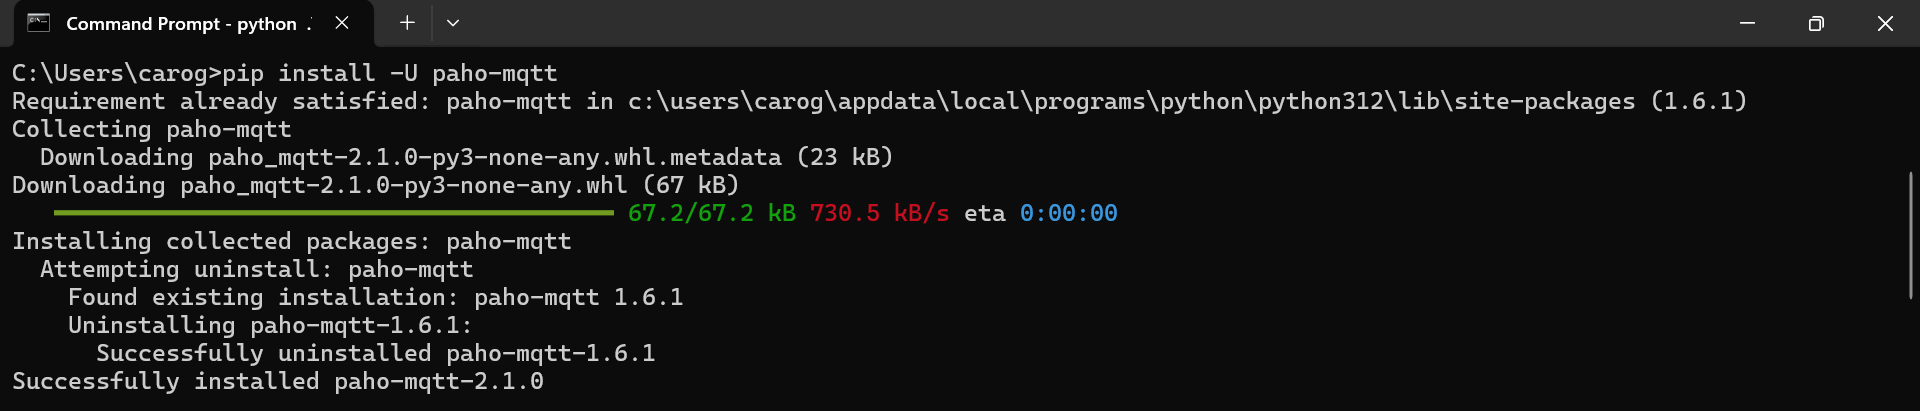 Command Prompt - python
C:\Users\carog>pip install -U paho-mqtt
Requirement already satisfied: paho-mqtt in c:\users\carog\appdata\local\programs\python\python312\lib\site-packages (1.6.1)
Collecting paho-mqtt
  Downloading paho_mqtt-2.1.0-py3-none-any.whl.metadata (23 kB)
Downloading paho_mqtt-2.1.0-py3-none-any.whl (67 kB)
67.2/67.2 kB 730.5 kB/s eta 0:00:00
Installing collected packages: paho-mqtt
  Attempting uninstall: paho-mqtt
    Found existing installation: paho-mqtt 1.6.1
    Uninstalling paho-mqtt-1.6.1:
      Successfully uninstalled paho-mqtt-1.6.1
Successfully installed paho-mqtt-2.1.0